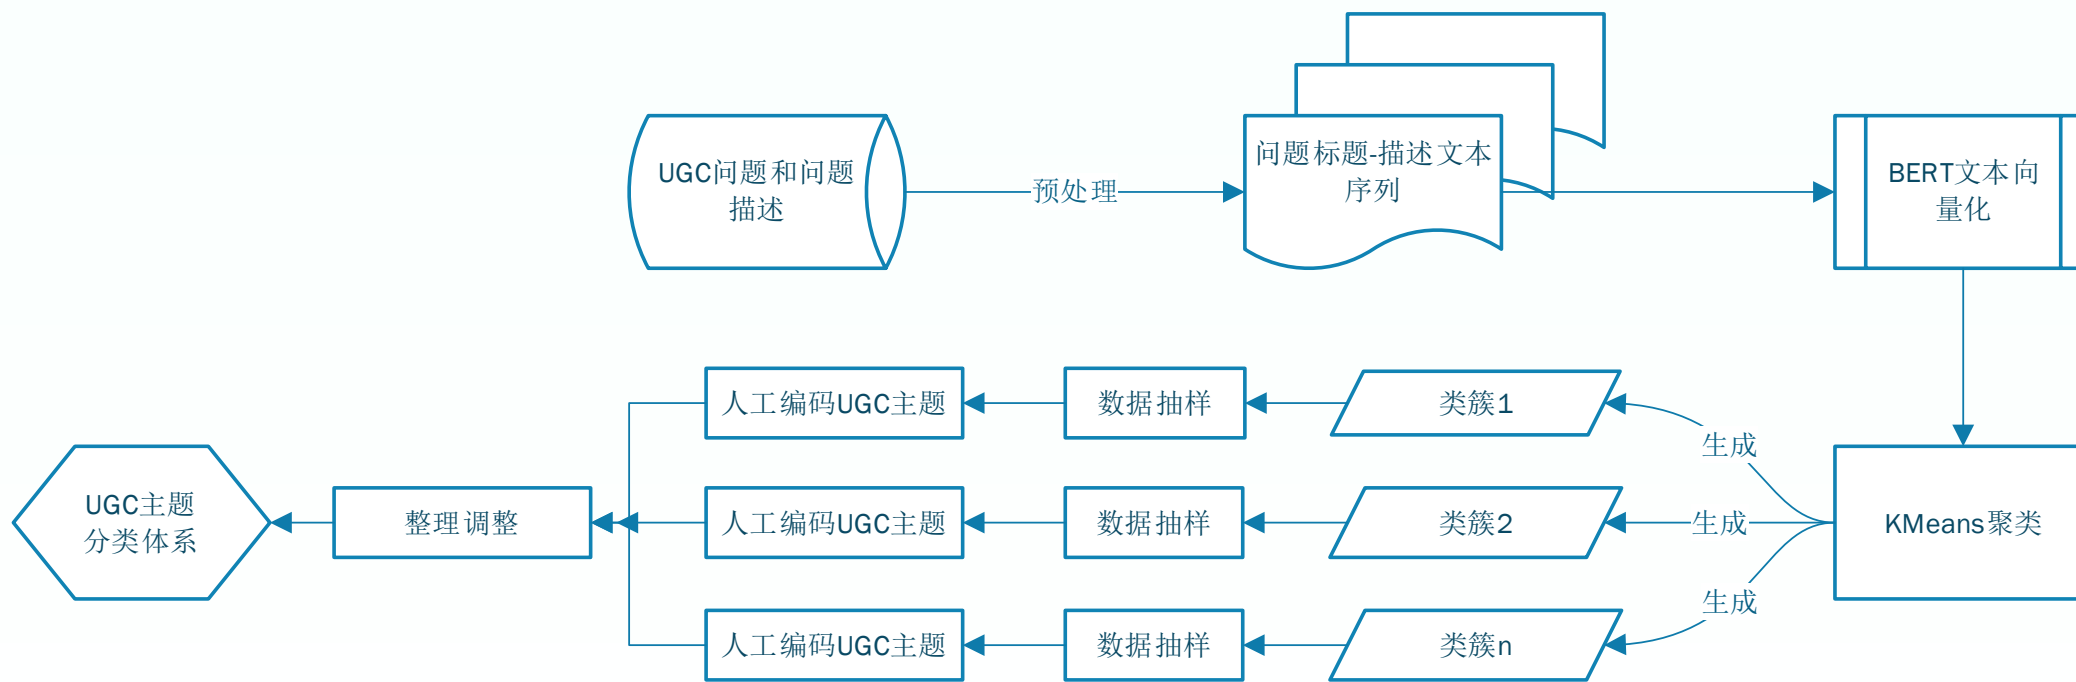 UGC问题和问题
描述
预处理
问题标题-描述文本
序列
BERT文本向
量化
人工编码UGC主题
数据抽样
类簇1
生成
UGC主题
分类体系
整理调整
人工编码UGC主题
数据抽样
类簇2
生成
KMeans聚类
人工编码UGC主题
数据抽样
类簇n
生成